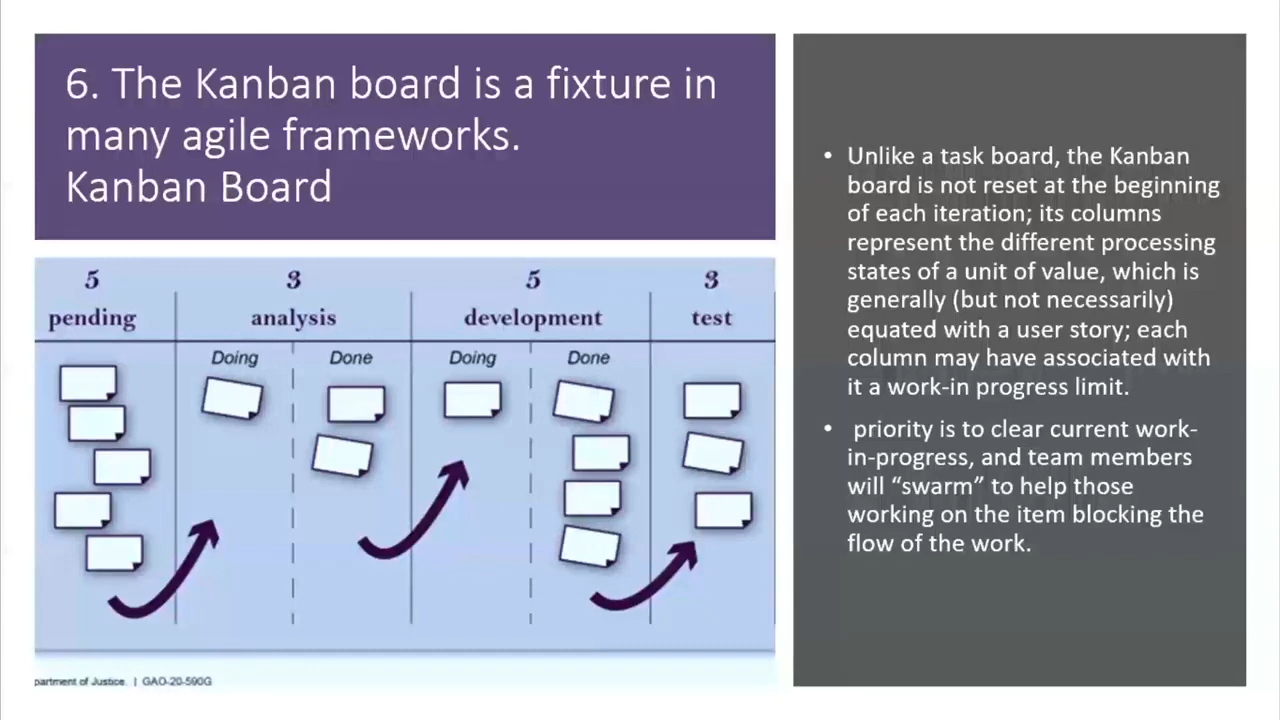 6. The Kanban board is a fixture in
many agile frameworks.
Kanban Board
5
3
5
3
pending
analysis
development
test
Doing
Done
Doing
Done
partment of Justice. | GAO-20-590G
• Unlike a task board, the Kanban
board is not reset at the beginning
of each iteration; its columns
represent the different processing
states of a unit of value, which is
generally (but not necessarily)
equated with a user story; each
column may have associated with
it a work-in progress limit.
• priority is to clear current work-
in-progress, and team members
will “swarm” to help those
working on the item blocking the
flow of the work.